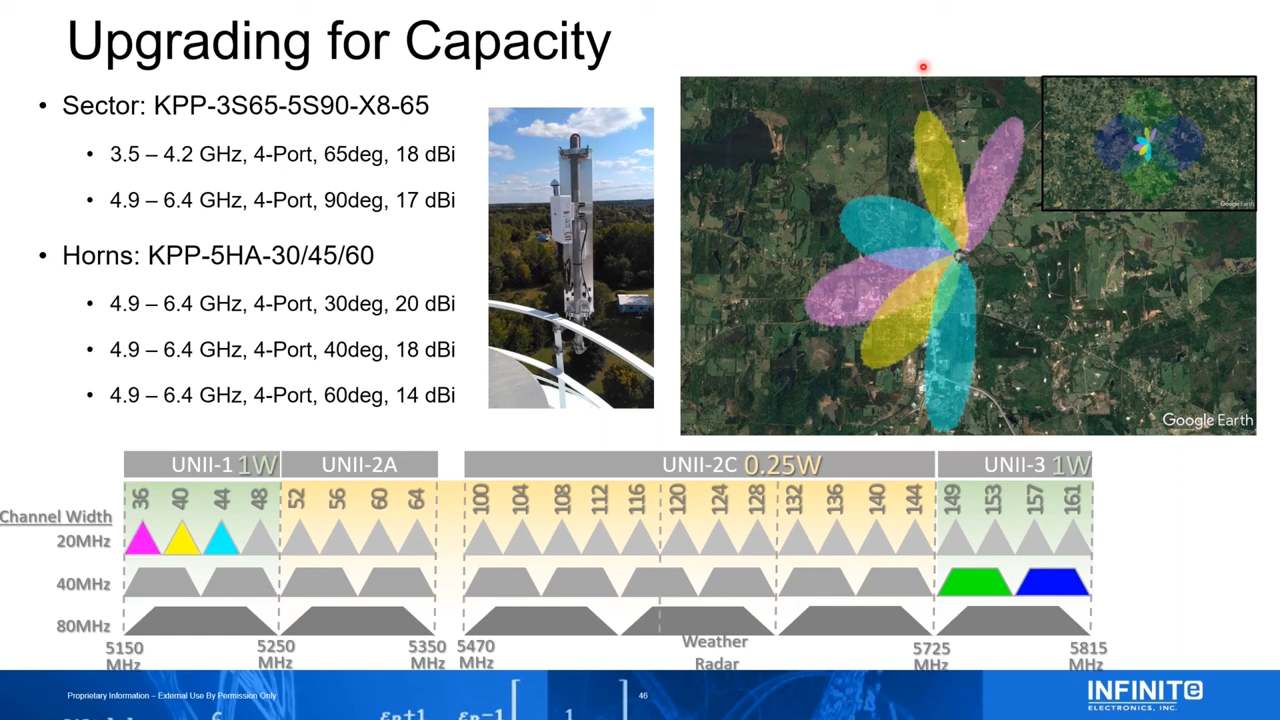 Upgrading for Capacity
• Sector: KPP-3S65-5S90-X8-65
• 3.5 – 4.2 GHz, 4-Port, 65deg, 18 dBi
• 4.9 – 6.4 GHz, 4-Port, 90deg, 17 dBi
• Horns: KPP-5HA-30/45/60
• 4.9 – 6.4 GHz, 4-Port, 30deg, 20 dBi
• 4.9 – 6.4 GHz, 4-Port, 40deg, 18 dBi
• 4.9 – 6.4 GHz, 4-Port, 60deg, 14 dBi
Google Earth
Google Earth
UNII-1 1W UNII-2A UNII-2C 0.25W UNII-3 1W
36 40 44 48 52 56 60 64 100 104 108 112 116 120 124 128 132 136 140 144 149 153 157 161
Channel Width
20MHz
40MHz
80MHz
5150 MHz
5250 MHz
5350 MHz
5470 MHz
Weather
Radar
5725 MHz
5815 MHz
Proprietary Information – External Use By Permission Only
46
INFINITE
ELECTRONICS, INC.